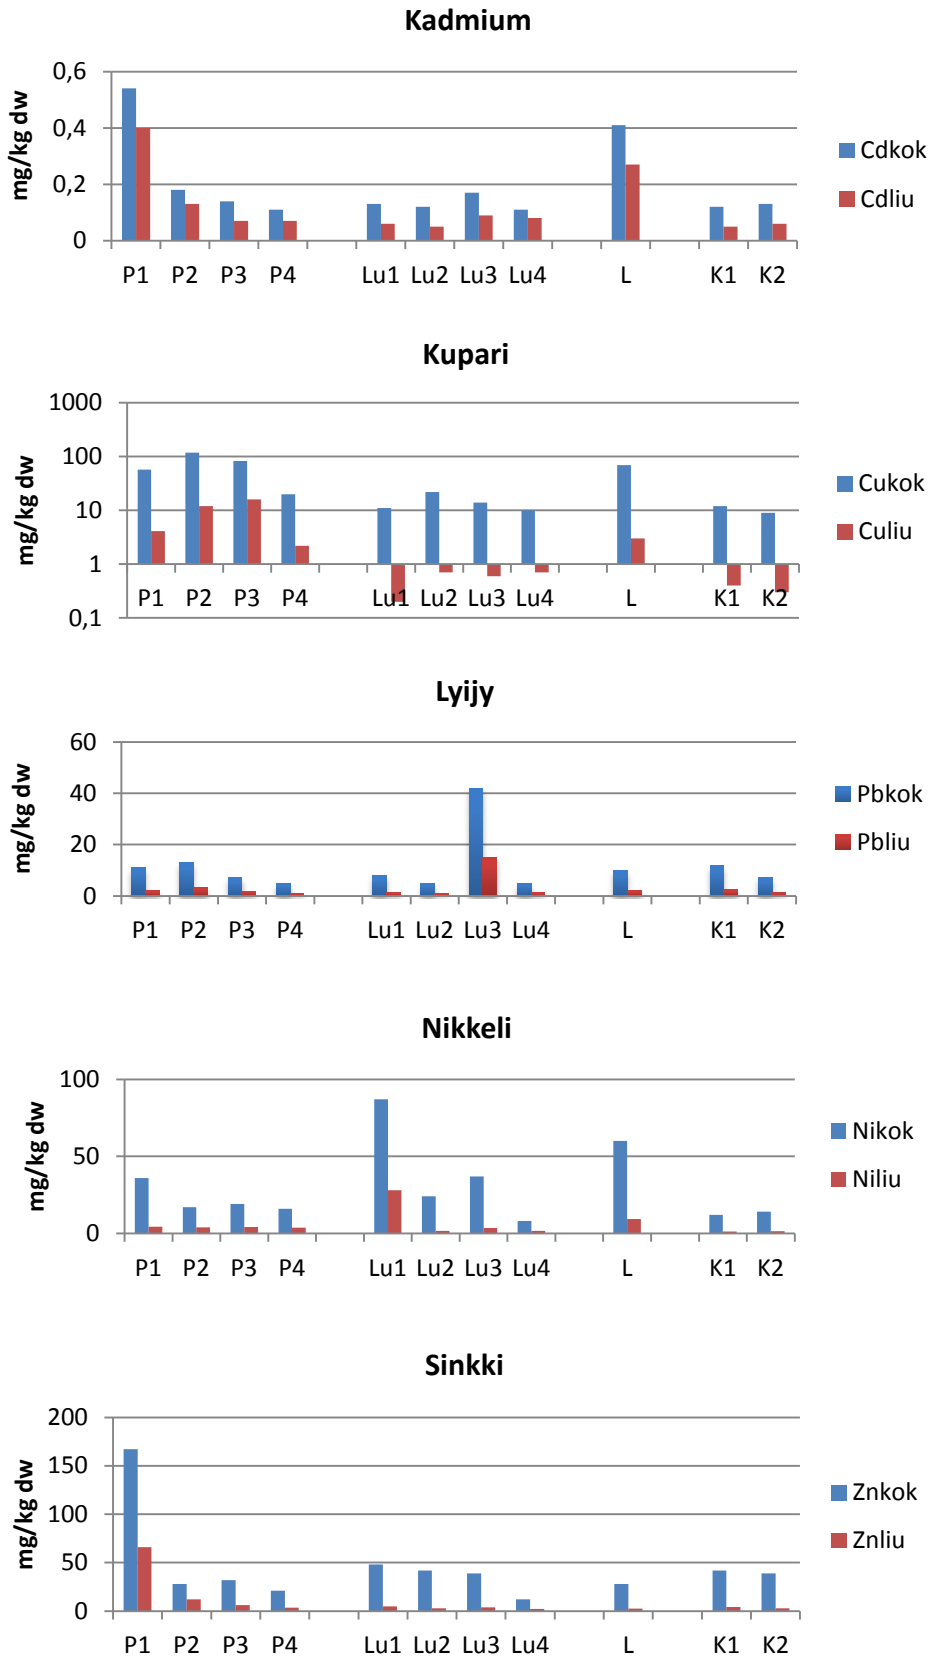 Kadmium
mg/kg dw
0,6
0,4
0,2
0
P1 P2 P3 P4 Lu1 Lu2 Lu3 Lu4 L K1 K2
Cdkok
Cdliu
Kupari
mg/kg dw
1000
100
10
1
0,1
P1 P2 P3 P4 Lu1 Lu2 Lu3 Lu4 L K1 K2
Cukok
Culiu
Lyijy
mg/kg dw
60
40
20
0
P1 P2 P3 P4 Lu1 Lu2 Lu3 Lu4 L K1 K2
Pbkok
Pbliu
Nikkeli
mg/kg dw
100
50
0
P1 P2 P3 P4 Lu1 Lu2 Lu3 Lu4 L K1 K2
Nikok
Niliu
Sinkki
mg/kg dw
200
150
100
50
0
P1 P2 P3 P4 Lu1 Lu2 Lu3 Lu4 L K1 K2
Znkok
Znliu